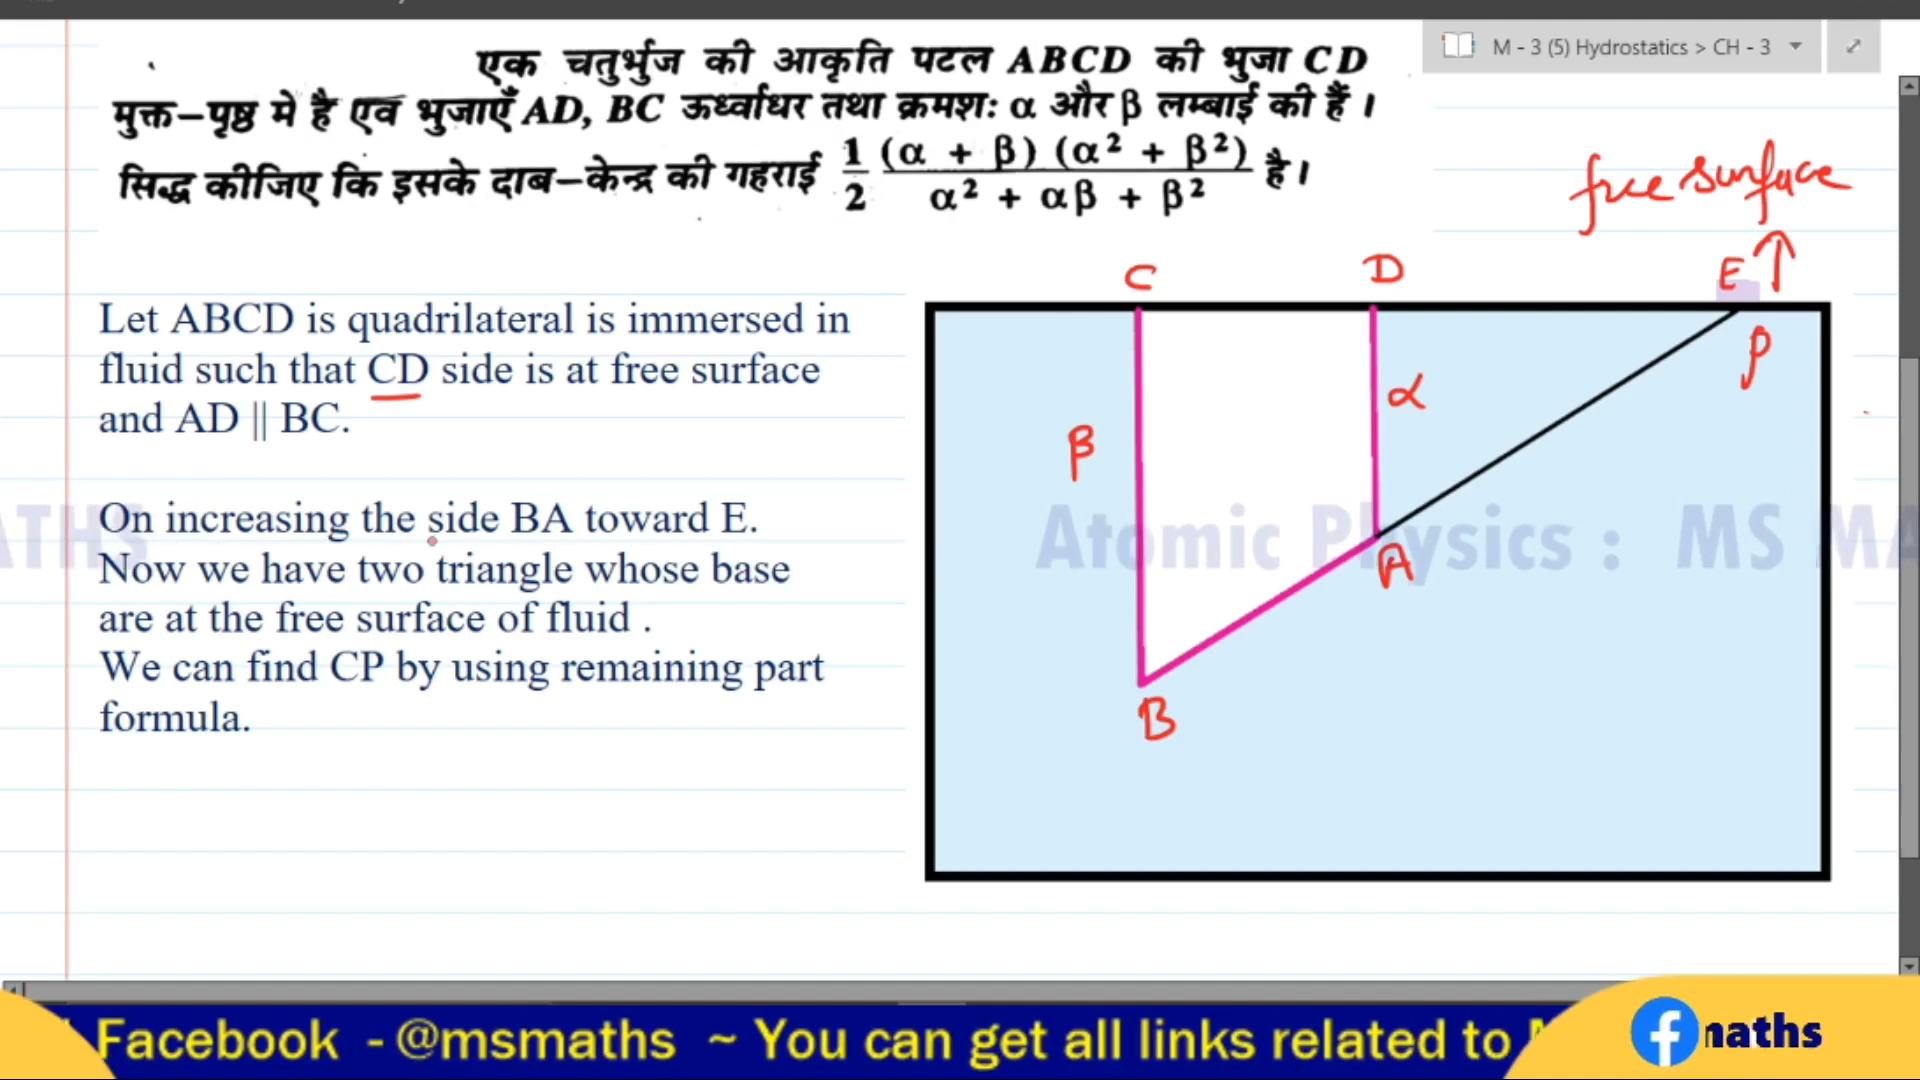 M - 3 (5) Hydrostatics > CH - 3
एक चतुर्भुज की आकृति पटल ABCD की भुजा CD
मुक्त-पृष्ठ मे है एव भुजाएँ AD, BC ऊर्ध्वाधर तथा क्रमश: α और β लम्बाई की हैं ।
सिद्ध कीजिए कि इसके दाब-केन्द्र की गहराई 1/2 (α + β) (α² + β²) / α² + αβ + β² है ।
free surface
C D E
Let ABCD is quadrilateral is immersed in
fluid such that CD side is at free surface
and AD || BC.
P
α
β
On increasing the side BA toward E.
Now we have two triangle whose base
are at the free surface of fluid .
We can find CP by using remaining part
formula.
A
B
ATHS
Atomic Physics : MS MA
Facebook - @msmaths ~ You can get all links related to
maths